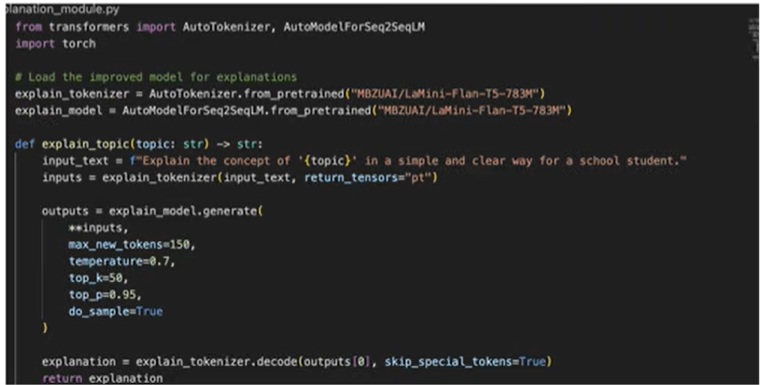 planation_module.py
from transformers import AutoTokenizer, AutoModelForSeq2SeqLM
import torch
# Load the improved model for explanations
explain_tokenizer = AutoTokenizer.from_pretrained("MBZUAI/LaMini-Flan-T5-783M")
explain_model = AutoModelForSeq2SeqLM.from_pretrained("MBZUAI/LaMini-Flan-T5-783M")
def explain_topic(topic: str) -> str:
input_text = f"Explain the concept of '{topic}' in a simple and clear way for a school student."
inputs = explain_tokenizer(input_text, return_tensors="pt")
outputs = explain_model.generate(
**inputs,
max_new_tokens=150,
temperature=0.7,
top_k=50,
top_p=0.95,
do_sample=True
)
explanation = explain_tokenizer.decode(outputs[0], skip_special_tokens=True)
return explanation